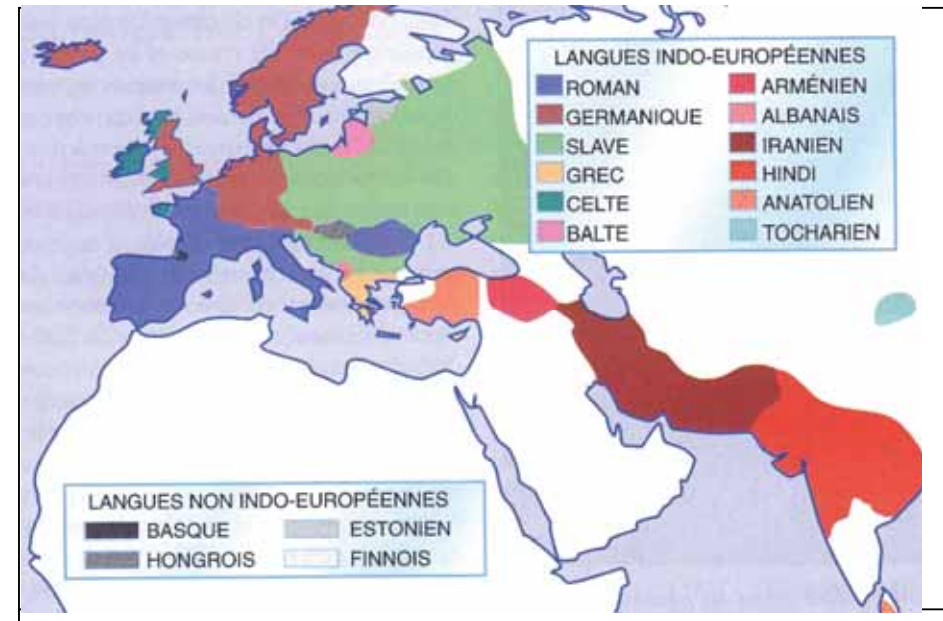 LANGUES INDO-EUROPÉENNES
ROMAN
GERMANIQUE
SLAVE
GREC
CELTE
BALTE
ARMÉNIEN
ALBANAIS
IRANIEN
HINDI
ANATOLIEN
TOCHARIEN
LANGUES NON INDO-EUROPÉENNES
BASQUE
HONGROIS
ESTONIEN
FINNOIS